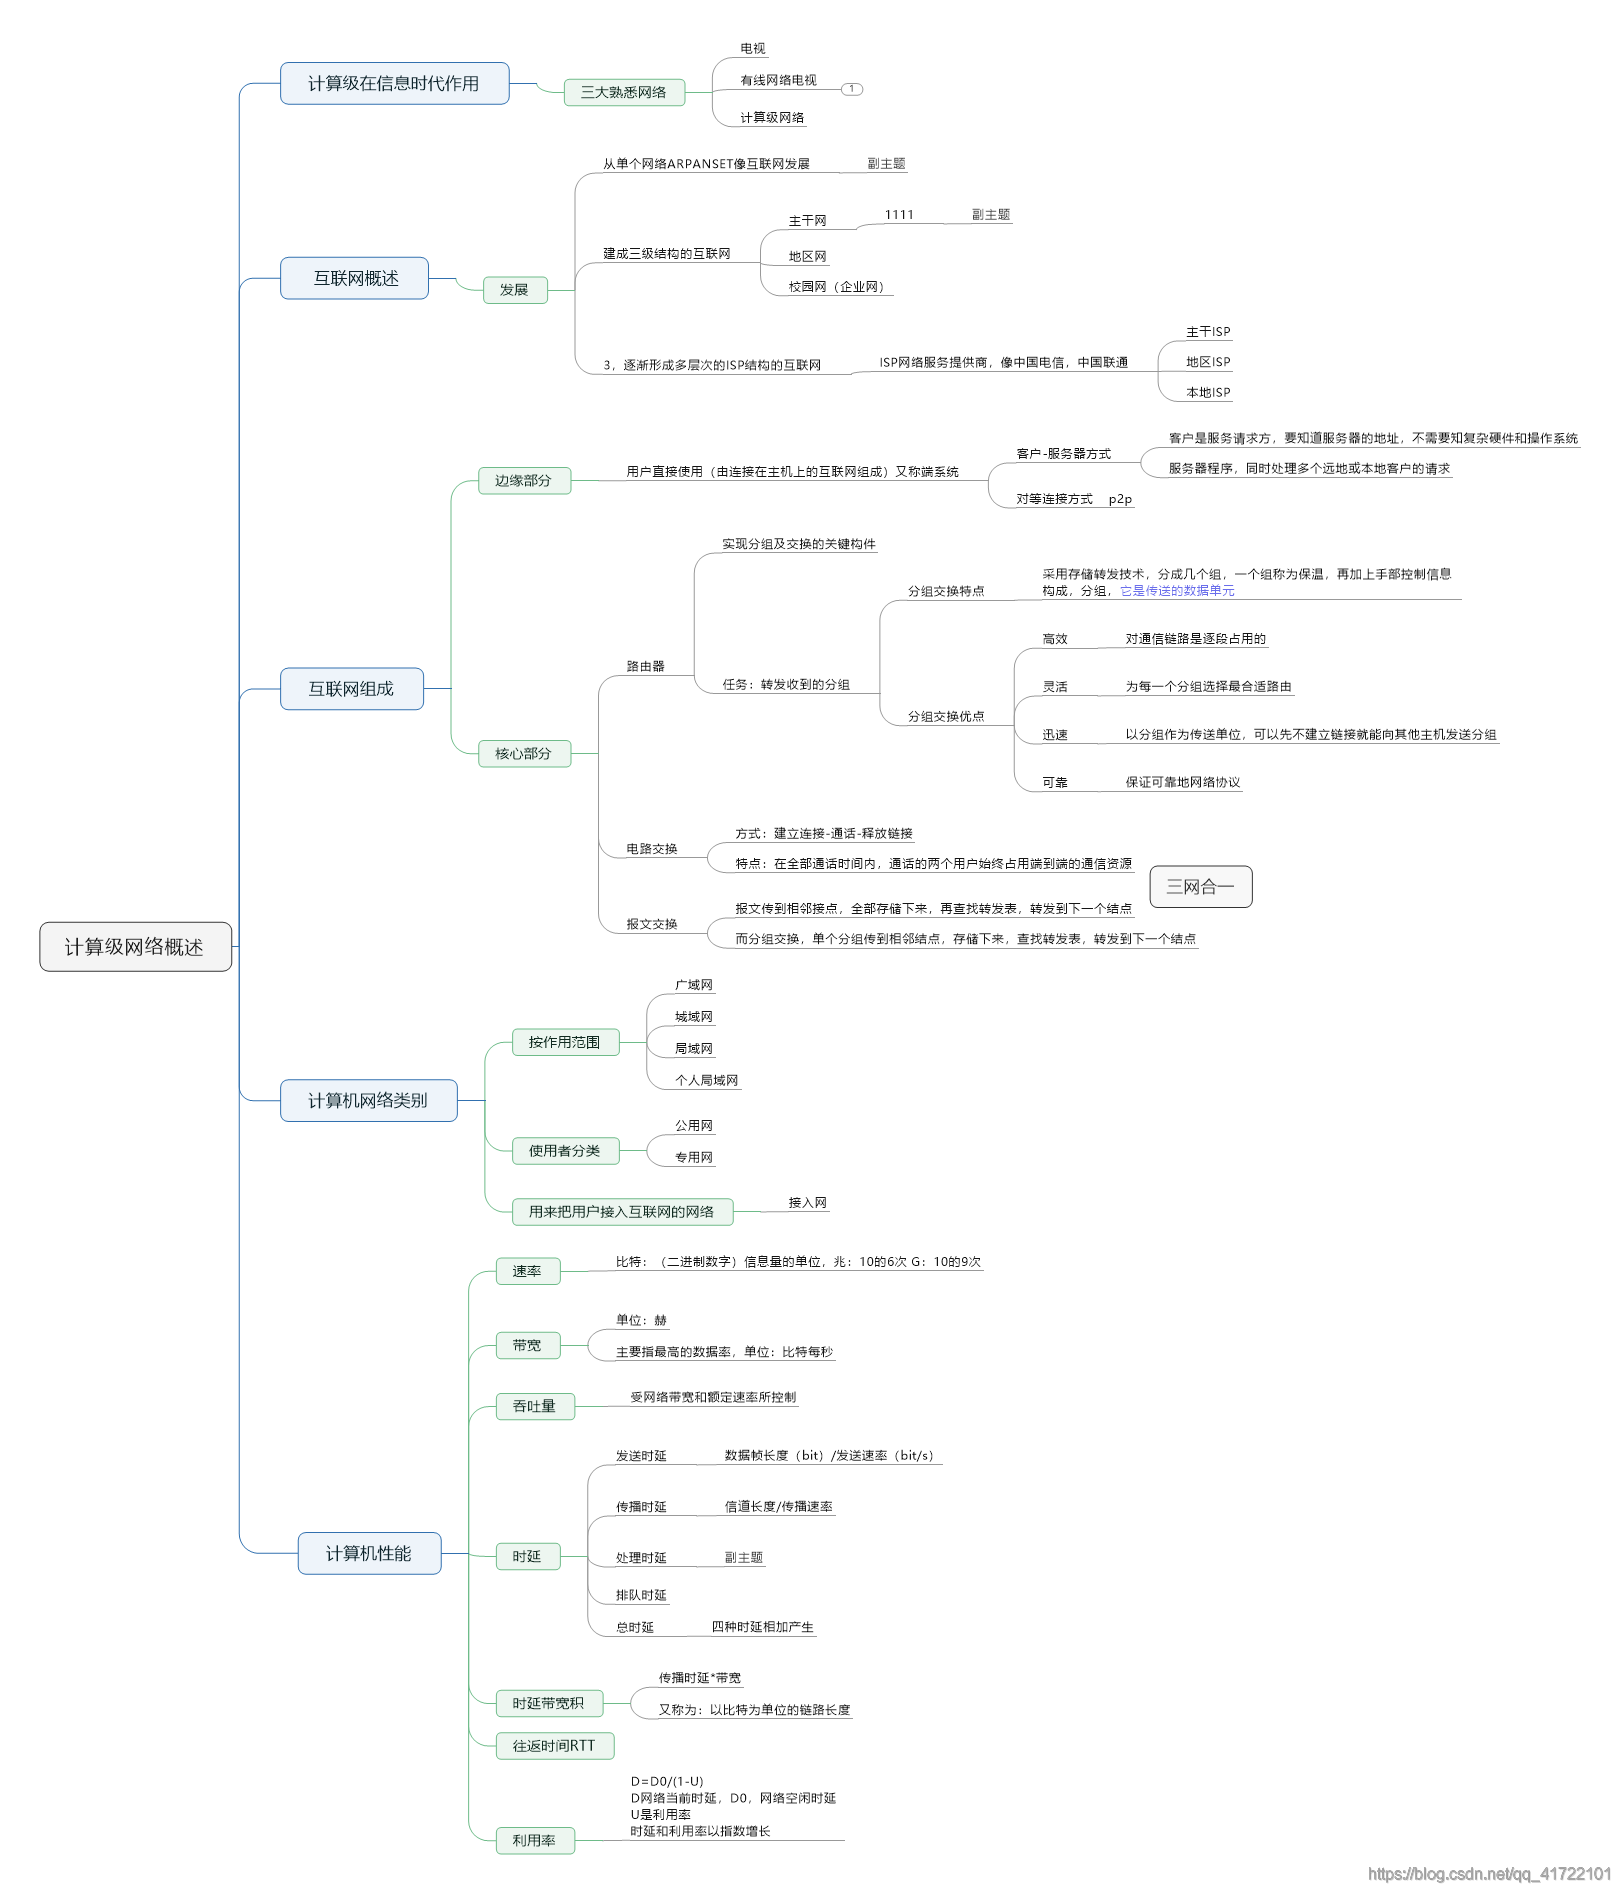 计算级网络概述
计算级在信息时代作用
三大熟悉网络
电视
有线网络电视
1
计算级网络
互联网概述
发展
从单个网络ARPANSET像互联网发展
副主题
建成三级结构的互联网
主干网
1111
副主题
地区网
校园网（企业网）
3，逐渐形成多层次的ISP结构的互联网
ISP网络服务提供商，像中国电信，中国联通
主干ISP
地区ISP
本地ISP
互联网组成
边缘部分
用户直接使用（由连接在主机上的互联网组成）又称端系统
客户-服务器方式
客户是服务请求方，要知道服务器的地址，不需要知复杂硬件和操作系统
服务器程序，同时处理多个远地或本地客户的请求
对等连接方式 p2p
核心部分
路由器
实现分组及交换的关键构件
任务：转发收到的分组
分组交换特点
采用存储转发技术，分成几个组，一个组称为保温，再加上手部控制信息
构成，分组，它是传送的数据单元
分组交换优点
高效
对通信链路是逐段占用的
灵活
为每一个分组选择最合适路由
迅速
以分组作为传送单位，可以先不建立链接就能向其他主机发送分组
可靠
保证可靠地网络协议
电路交换
方式：建立连接-通话-释放链接
特点：在全部通话时间内，通话的两个用户始终占用端到端的通信资源
报文交换
报文传到相邻接点，全部存储下来，再查找转发表，转发到下一个结点
而分组交换，单个分组传到相邻结点，存储下来，查找转发表，转发到下一个结点
三网合一
计算机网络类别
按作用范围
广域网
城域网
局域网
个人局域网
使用者分类
公用网
专用网
用来把用户接入互联网的网络
接入网
计算机性能
速率
比特：（二进制数字）信息量的单位，兆：10的6次 G：10的9次
带宽
单位：赫
主要指最高的数据率，单位：比特每秒
吞吐量
受网络带宽和额定速率所控制
时延
发送时延
数据帧长度（bit）/发送速率（bit/s）
传播时延
信道长度/传播速率
处理时延
副主题
排队时延
总时延
四种时延相加产生
时延带宽积
传播时延*带宽
又称为：以比特为单位的链路长度
往返时间RTT
利用率
D=D0/(1-U)
D网络当前时延，D0，网络空闲时延
U是利用率
时延和利用率以指数增长
https://blog.csdn.net/qq_41722101